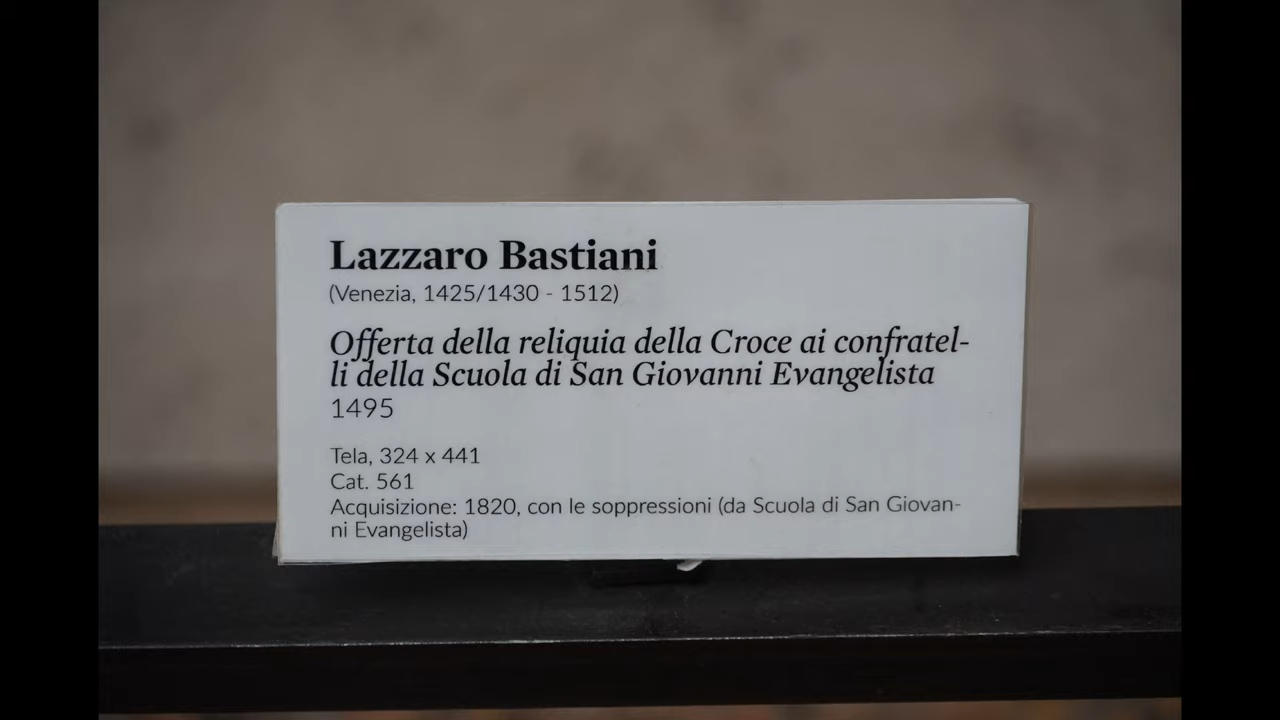 Lazzaro Bastiani
(Venezia, 1425/1430 - 1512)
Offerta della reliquia della Croce ai confratel-
li della Scuola di San Giovanni Evangelista
1495
Tela, 324 x 441
Cat. 561
Acquisizione: 1820, con le soppressioni (da Scuola di San Giovan-
ni Evangelista)